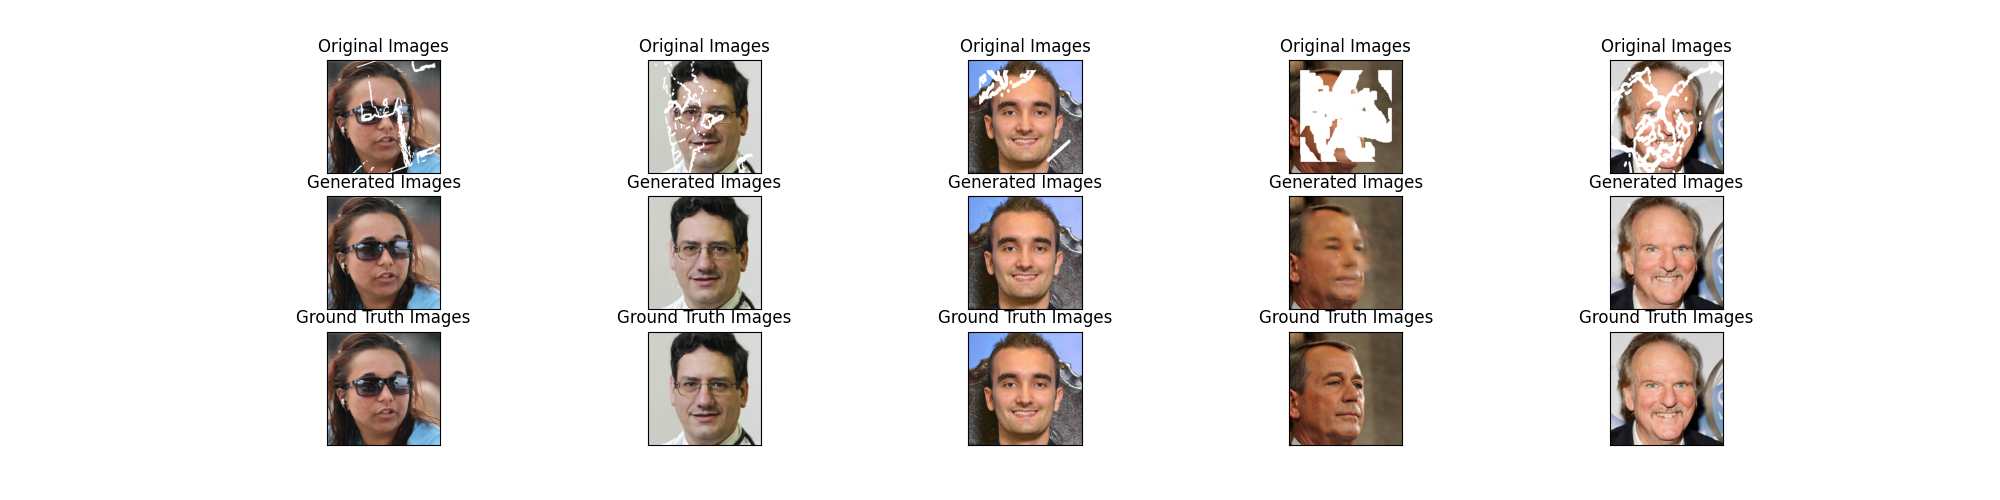 Original Images Original Images Original Images Original Images Original Images
back
Generated Images Generated Images Generated Images Generated Images Generated Images
Ground Truth Images Ground Truth Images Ground Truth Images Ground Truth Images Ground Truth Images